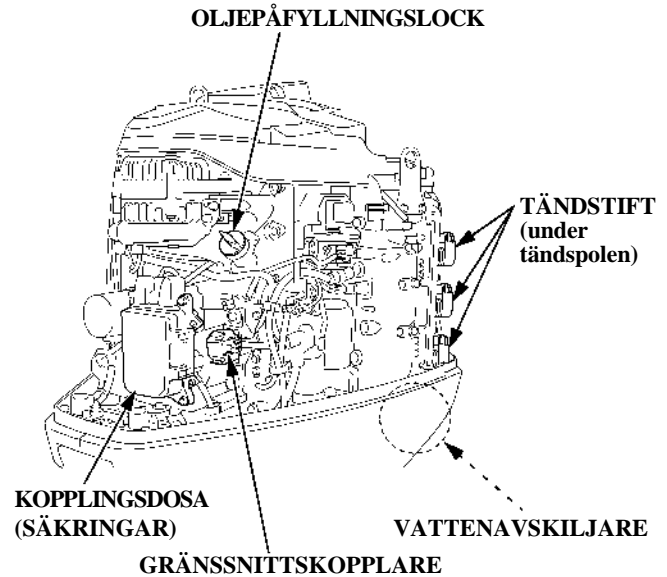 OLJEPÅFYLLNINGSLOCK
TÄNDSTIFT
(under
tändspolen)
KOPPLINGSDOSA
(SÄKRINGAR)
VATTENAVSKILJARE
GRÄNSSNITTSKOPPLARE